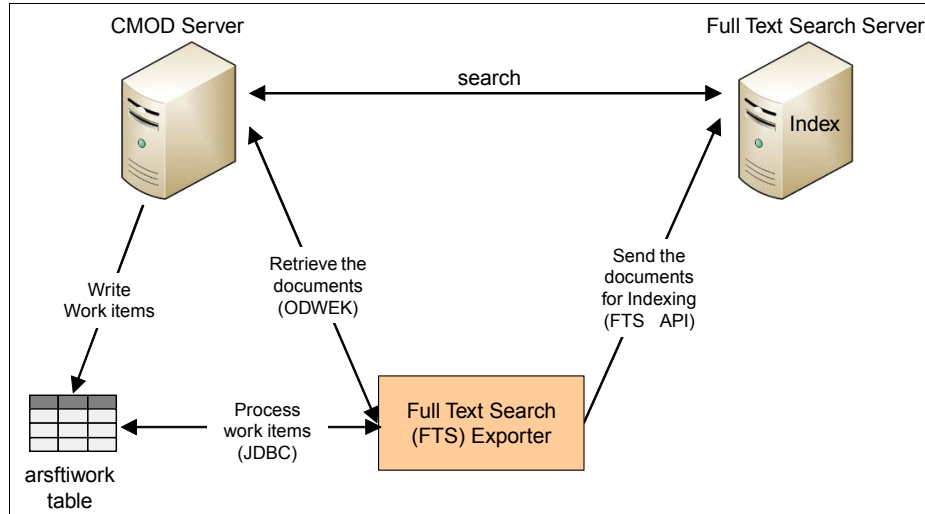 CMOD Server
Full Text Search Server
search
Index
Retrieve the
documents
(ODWEK)
Send the
documents
for Indexing
(FTS API)
Write
Work items
Process
work items
(JDBC)
Full Text Search
(FTS) Exporter
arsftiwork
table